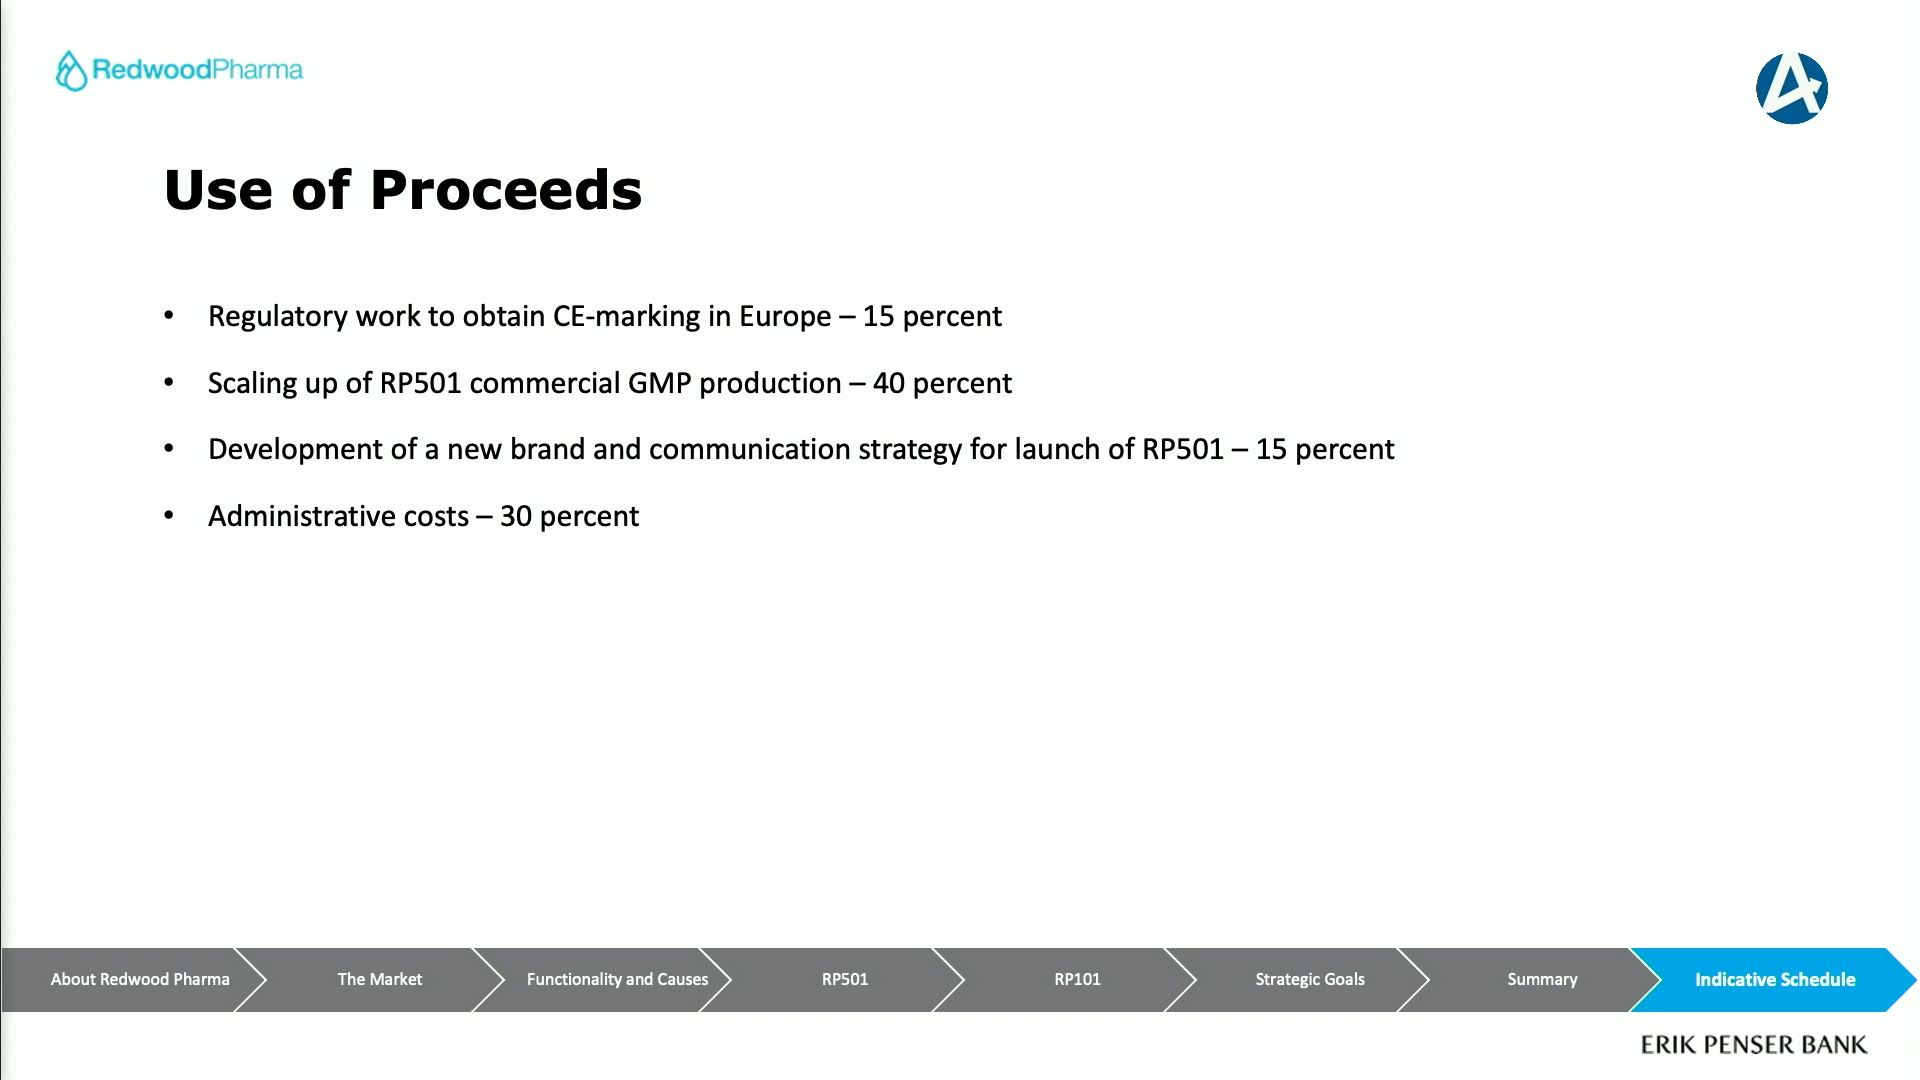 RedwoodPharma
Use of Proceeds
• Regulatory work to obtain CE-marking in Europe – 15 percent
• Scaling up of RP501 commercial GMP production – 40 percent
• Development of a new brand and communication strategy for launch of RP501 – 15 percent
• Administrative costs – 30 percent
About Redwood Pharma
The Market
Functionality and Causes
RP501
RP101
Strategic Goals
Summary
Indicative Schedule
ERIK PENSER BANK